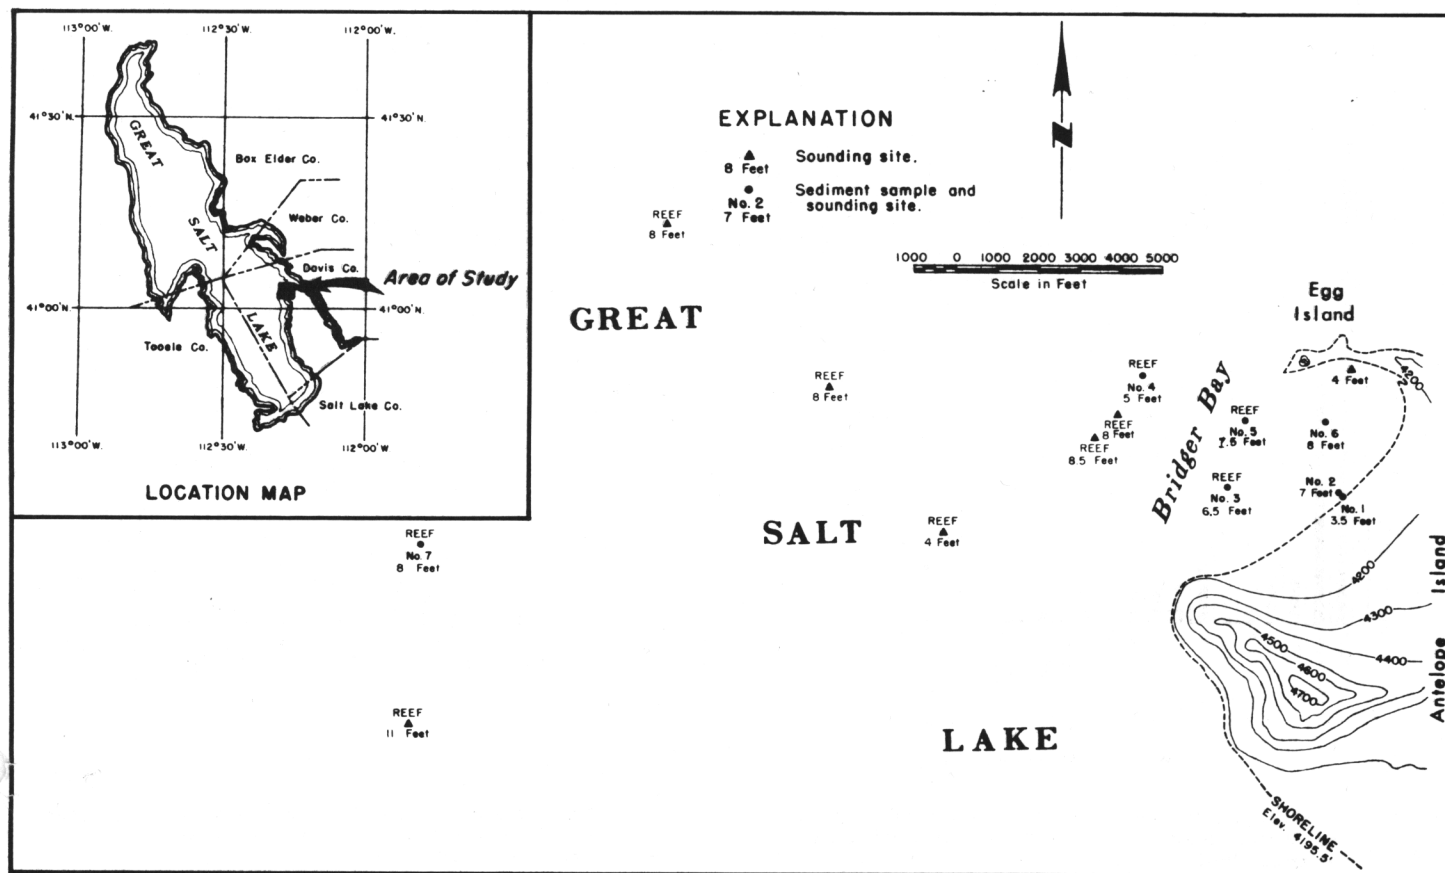 113°00'W.
112°30'W.
112°00'W.
41°30'N.
41°30'N.
GREAT
Box Elder Co.
SALT
Weber Co.
Davis Co.
Area of Study
41°00'N.
41°00'N.
LAKE
Tooele Co.
Salt Lake Co.
113°00'W.
112°30'W.
112°00'W.
LOCATION MAP
EXPLANATION
8 Feet
Sounding site.
No. 2
7 Feet
Sediment sample and
sounding site.
N
1000 0 1000 2000 3000 4000 5000
Scale in Feet
REEF
8 Feet
GREAT
Egg
Island
4 Feet
4200
REEF
8 Feet
REEF
No. 4
5 Feet
REEF
8 Feet
REEF
8.5 Feet
Bridger Bay
REEF
No. 5
7.5 Feet
No. 6
8 Feet
REEF
No. 3
6.5 Feet
No. 2
7 Feet
No. 1
3.5 Feet
SALT
REEF
4 Feet
REEF
No. 7
8 Feet
4200
4300
4400
4500
4600
4700
Antelope Island
REEF
11 Feet
LAKE
SHORELINE
Elev. 4195.5'